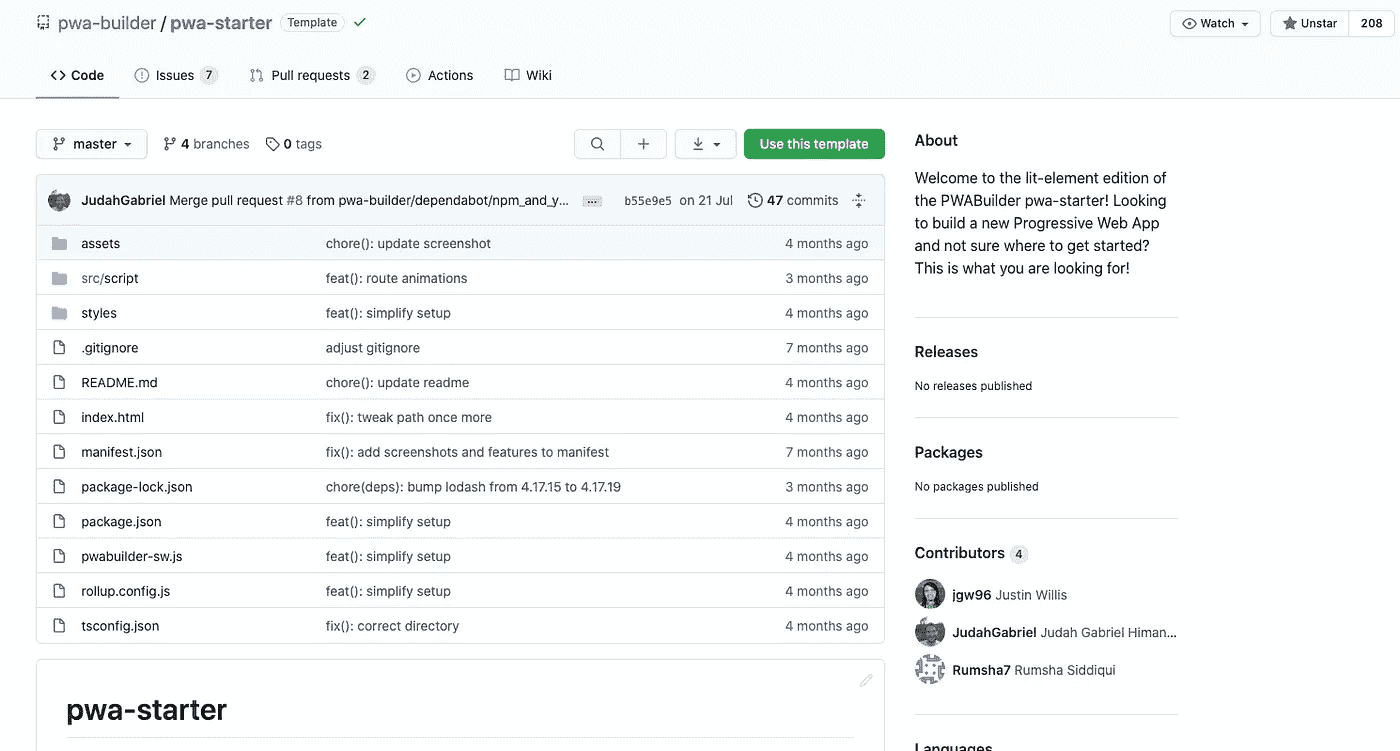 pwa-builder / pwa-starter Template
Watch Unstar 208
Code Issues 7 Pull requests 2 Actions Wiki
master 4 branches 0 tags Use this template
JudahGabriel Merge pull request #8 from pwa-builder/dependabot/npm_and_y... b55e9e5 on 21 Jul 47 commits
assets chore(): update screenshot 4 months ago
src/script feat(): route animations 3 months ago
styles feat(): simplify setup 4 months ago
.gitignore adjust gitignore 7 months ago
README.md chore(): update readme 4 months ago
index.html fix(): tweak path once more 4 months ago
manifest.json fix(): add screenshots and features to manifest 7 months ago
package-lock.json chore(deps): bump lodash from 4.17.15 to 4.17.19 3 months ago
package.json feat(): simplify setup 4 months ago
pwabuilder-sw.js feat(): simplify setup 4 months ago
rollup.config.js feat(): simplify setup 4 months ago
tsconfig.json fix(): correct directory 4 months ago
pwa-starter
About
Welcome to the lit-element edition of
the PWABuilder pwa-starter! Looking
to build a new Progressive Web App
and not sure where to get started?
This is what you are looking for!
Releases
No releases published
Packages
No packages published
Contributors 4
jgw96 Justin Willis
JudahGabriel Judah Gabriel Himan...
Rumsha7 Rumsha Siddiqui
Languages